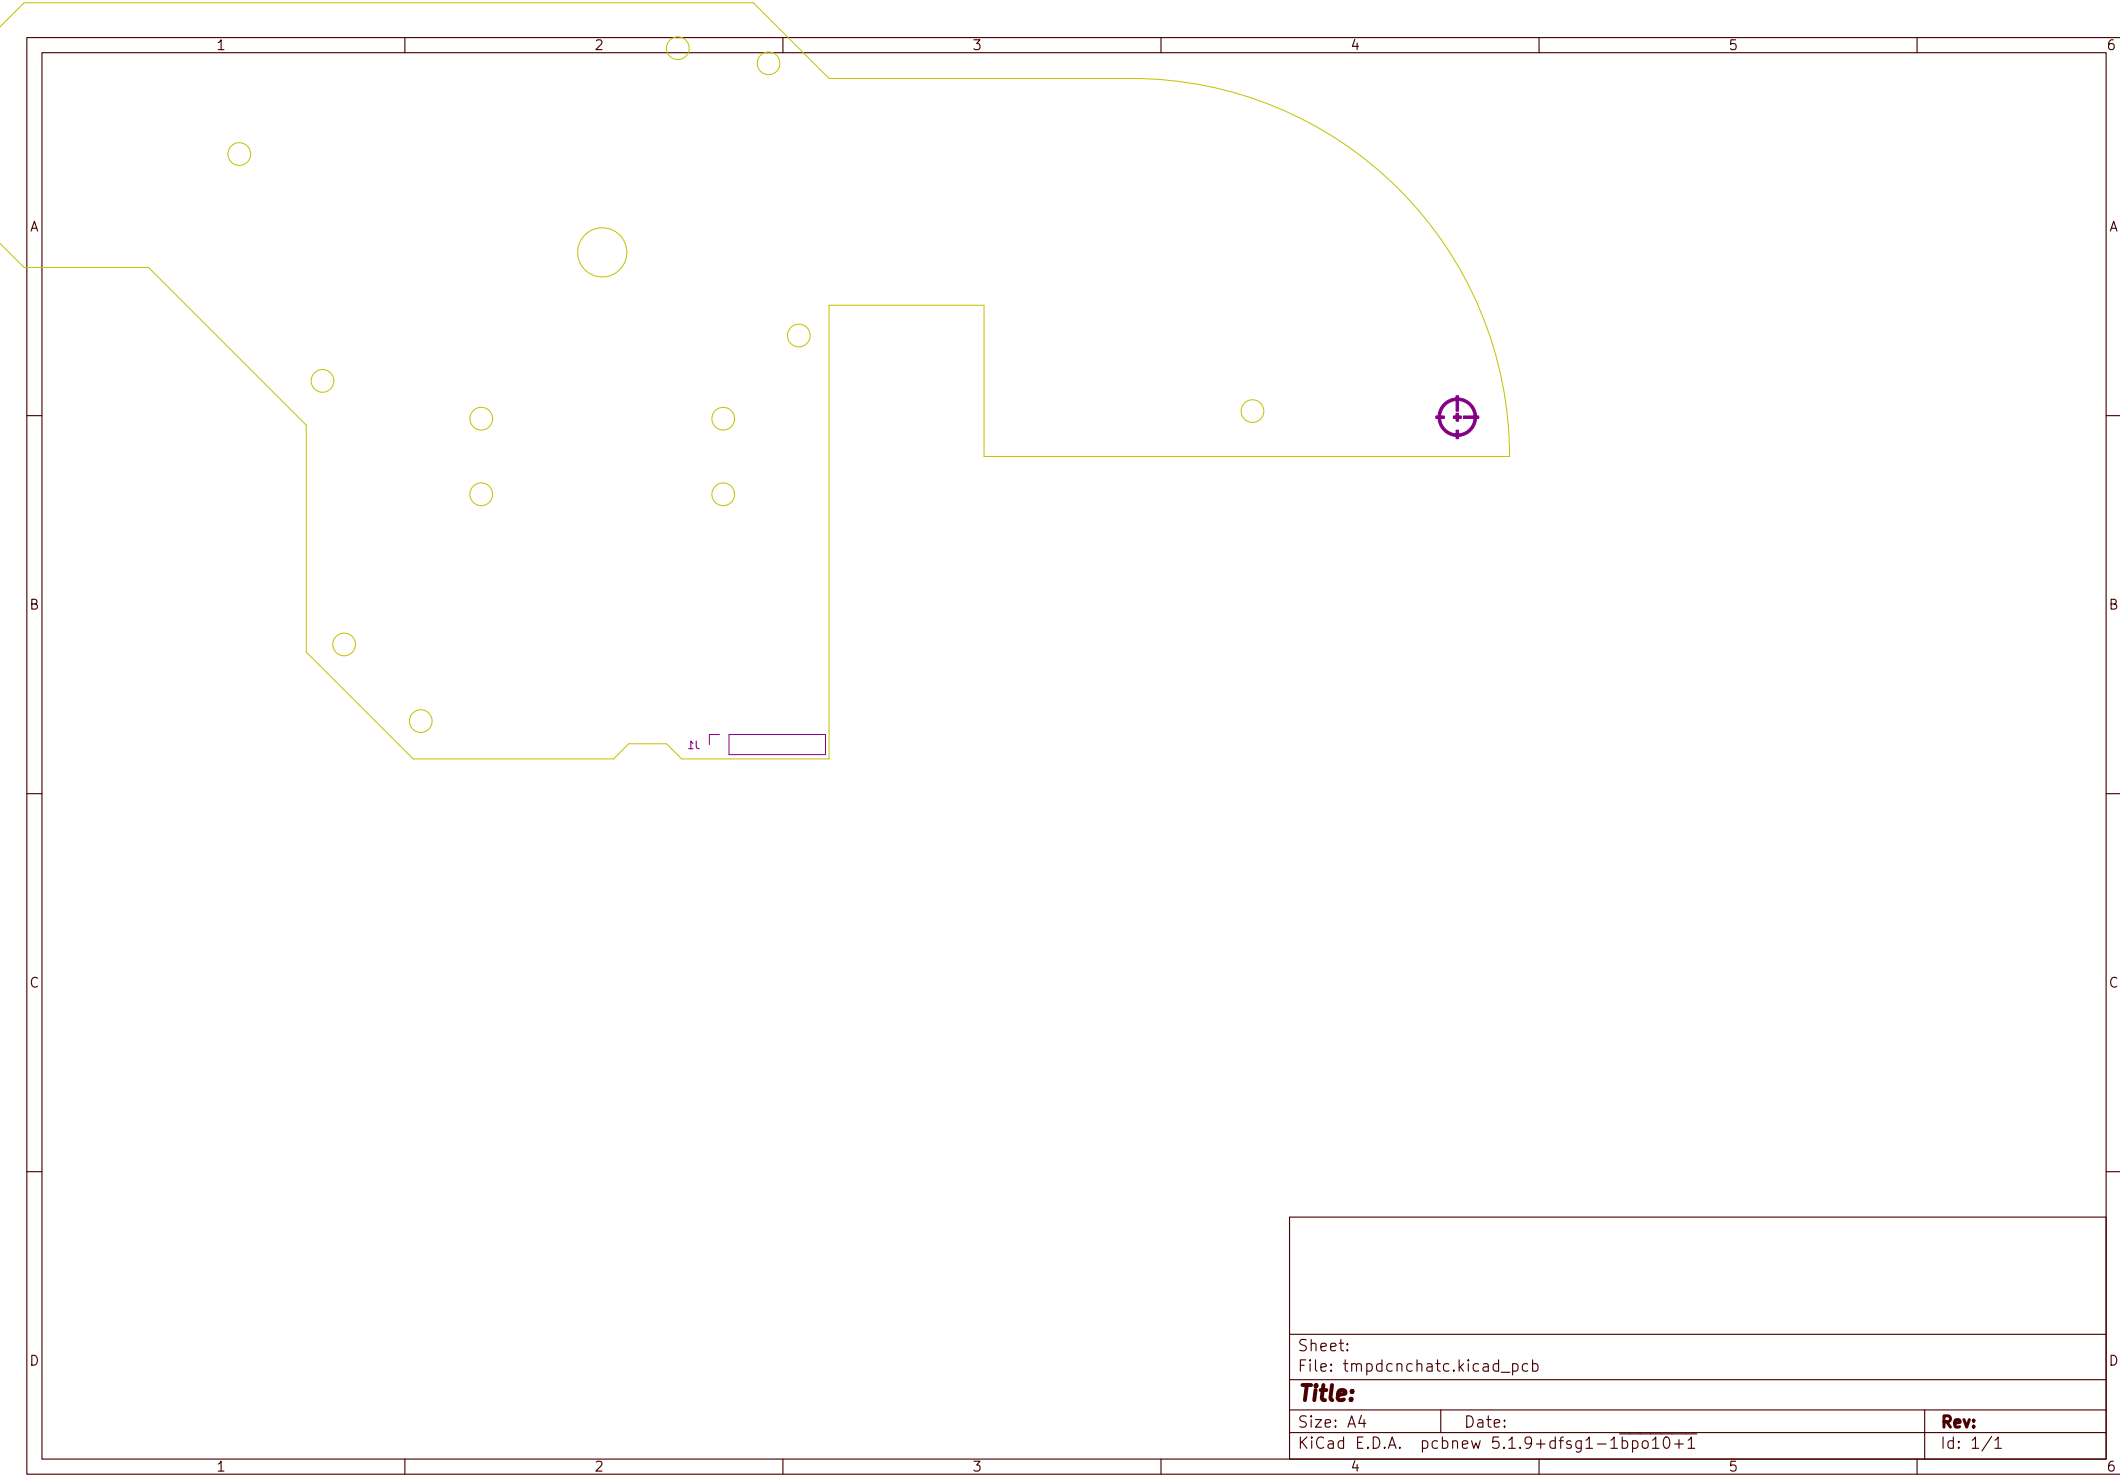 1 2 3 4 5 6
A A
B B
J1
C C
Sheet:
File: tmpdcnchatc.kicad_pcb
D D
Title:
Size: A4 Date: Rev:
KiCad E.D.A. pcbnew 5.1.9+dfsg1-1bpo10+1 Id: 1/1
1 2 3 4 5 6